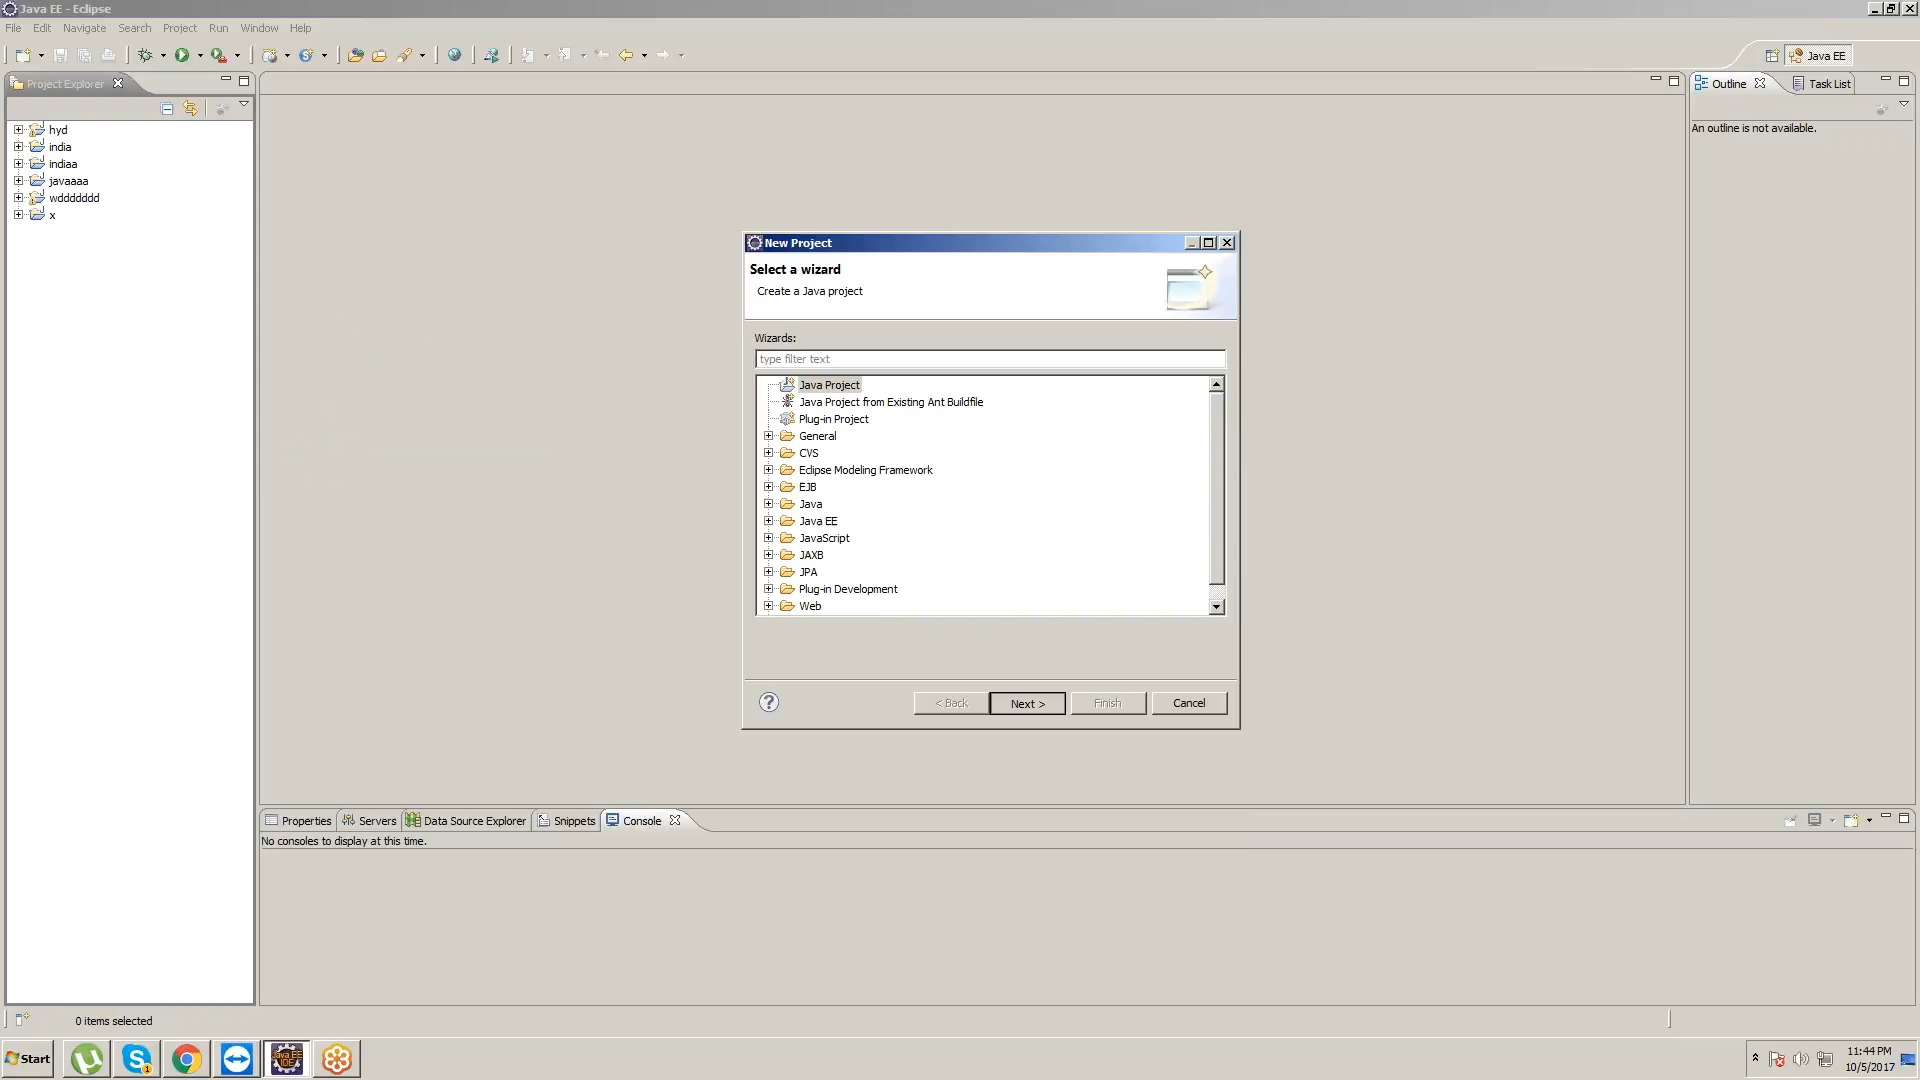 Java EE - Eclipse
File Edit Navigate Search Project Run Window Help
Java EE
Project Explorer
Outline
Task List
An outline is not available.
hyd
india
indiaa
javaaaa
wddddddd
x
New Project
Select a wizard
Create a Java project
Wizards:
type filter text
Java Project
Java Project from Existing Ant Buildfile
Plug-in Project
General
CVS
Eclipse Modeling Framework
EJB
Java
Java EE
JavaScript
JAXB
JPA
Plug-in Development
Web
?
< Back
Next >
Finish
Cancel
Properties
Servers
Data Source Explorer
Snippets
Console
No consoles to display at this time.
0 items selected
Start
Java EE
IDE
11:44 PM
10/5/2017